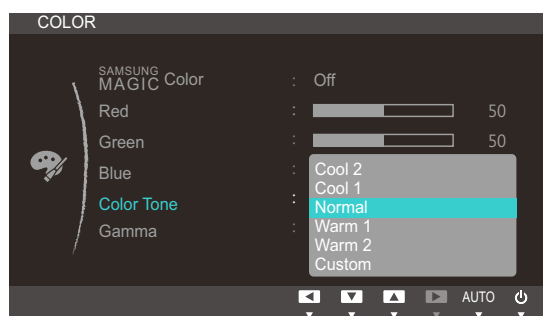 COLOR
SAMSUNG MAGIC Color : Off
Red : 50
Green : 50
Blue :
Color Tone :
Gamma :
Cool 2
Cool 1
Normal
Warm 1
Warm 2
Custom
AUTO